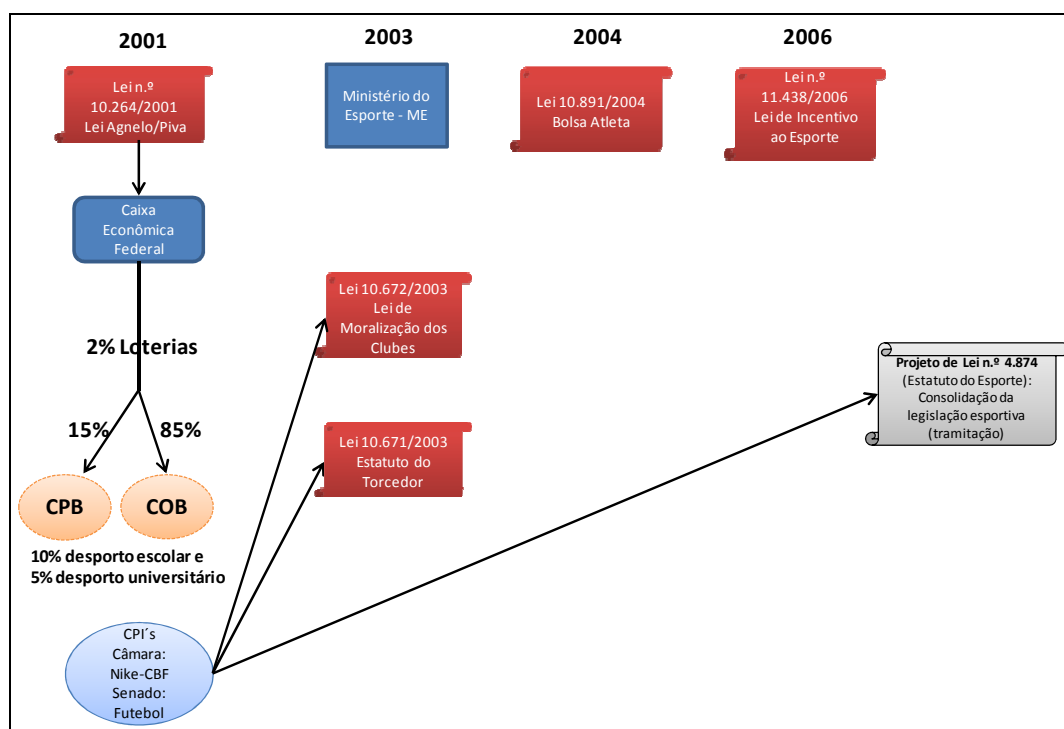 2001
2003
2004
2006
Lei n.º
10.264/2001
Lei Agnelo/Piva
Ministério do
Esporte - ME
Lei 10.891/2004
Bolsa Atleta
Lei n.º
11.438/2006
Lei de Incentivo
ao Esporte
Caixa
Econômica
Federal
Lei 10.672/2003
Lei de
Moralização dos
Clubes
2% Loterias
Projeto de Lei n.º 4.874
(Estatuto do Esporte):
Consolidação da
legislação esportiva
(tramitação)
15%
85%
Lei 10.671/2003
Estatuto do
Torcedor
CPB
COB
10% desporto escolar e
5% desporto universitário
CPI´s
Câmara:
Nike-CBF
Senado:
Futebol